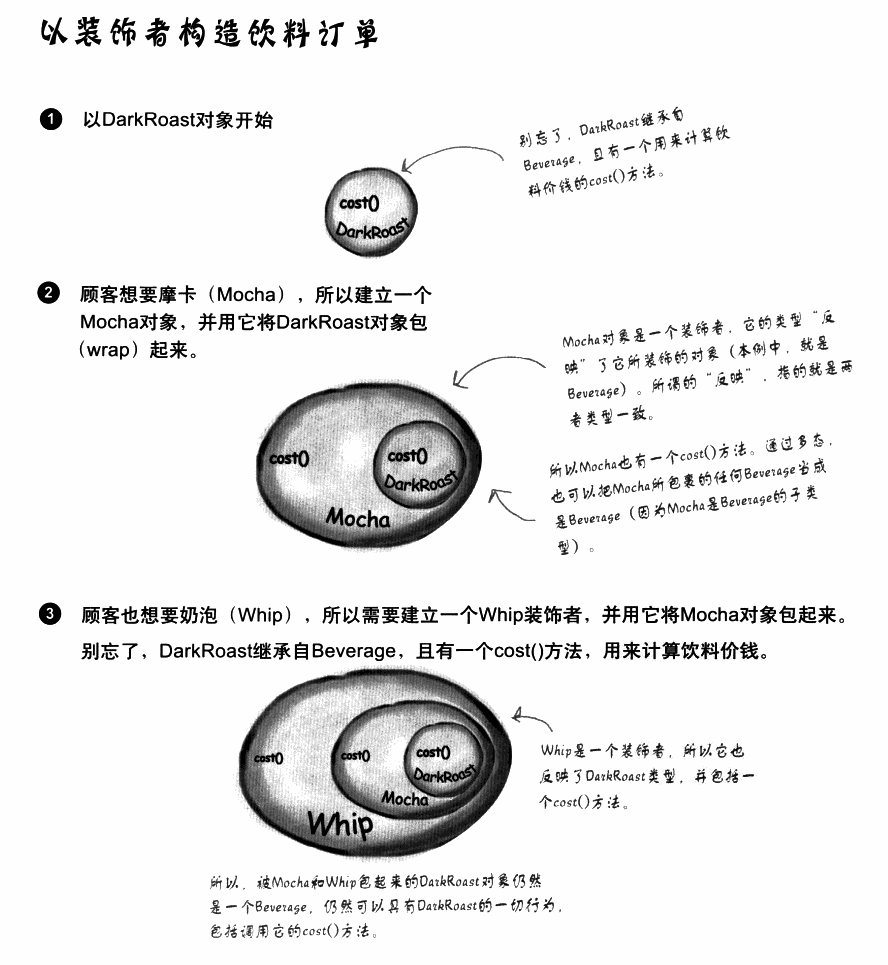 以装饰者构造饮料订单
1 以DarkRoast对象开始
别忘了，DarkRoast继承自
Beverage，且有一个用来计算饮
料价钱的cost()方法。
cost()
DarkRoast
2 顾客想要摩卡（Mocha），所以建立一个
Mocha对象，并用它将DarkRoast对象包
（wrap）起来。
Mocha对象是一个装饰者，它的类型“反
映”了它所装饰的对象（本例中，就是
Beverage）。所谓的“反映”，指的就是两
者类型一致。
cost()
cost()
DarkRoast
Mocha
所以Mocha也有一个cost()方法。通过多态，
也可以把Mocha所包裹的任何Beverage当成
是Beverage（因为Mocha是Beverage的子类
型）。
3 顾客也想要奶泡（Whip），所以需要建立一个Whip装饰者，并用它将Mocha对象包起来。
别忘了，DarkRoast继承自Beverage，且有一个cost()方法，用来计算饮料价钱。
cost()
cost()
cost()
DarkRoast
Mocha
Whip
Whip是一个装饰者，所以它也
反映了DarkRoast类型，并包括一
个cost()方法。
所以，被Mocha和Whip包起来的DarkRoast对象仍然
是一个Beverage，仍然可以具有DarkRoast的一切行为，
包括调用它的cost()方法。